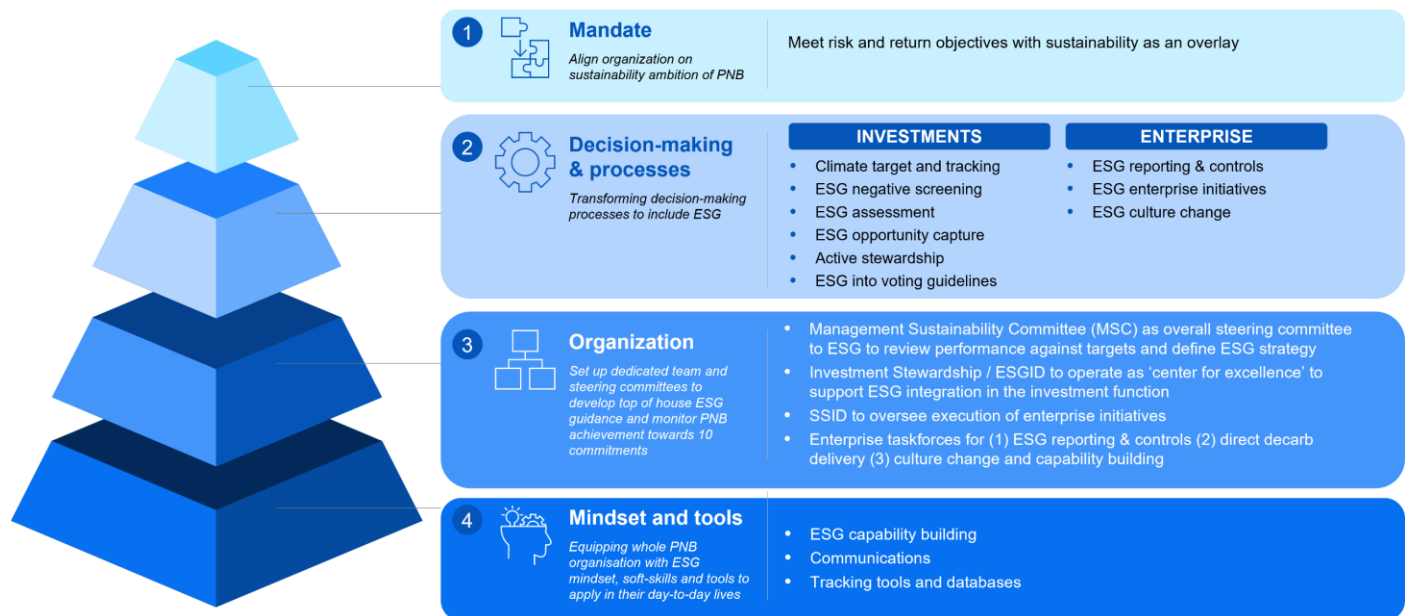 1
Mandate
Align organization on
sustainability ambition of PNB
Meet risk and return objectives with sustainability as an overlay
2
Decision-making
& processes
Transforming decision-making
processes to include ESG
INVESTMENTS
• Climate target and tracking
• ESG negative screening
• ESG assessment
• ESG opportunity capture
• Active stewardship
• ESG into voting guidelines
ENTERPRISE
• ESG reporting & controls
• ESG enterprise initiatives
• ESG culture change
3
Organization
Set up dedicated team and
steering committees to
develop top of house ESG
guidance and monitor PNB
achievement towards 10
commitments
• Management Sustainability Committee (MSC) as overall steering committee
to ESG to review performance against targets and define ESG strategy
• Investment Stewardship / ESGID to operate as ‘center for excellence’ to
support ESG integration in the investment function
• SSID to oversee execution of enterprise initiatives
• Enterprise taskforces for (1) ESG reporting & controls (2) direct decarb
delivery (3) culture change and capability building
4
Mindset and tools
Equipping whole PNB
organisation with ESG
mindset, soft-skills and tools to
apply in their day-to-day lives
• ESG capability building
• Communications
• Tracking tools and databases